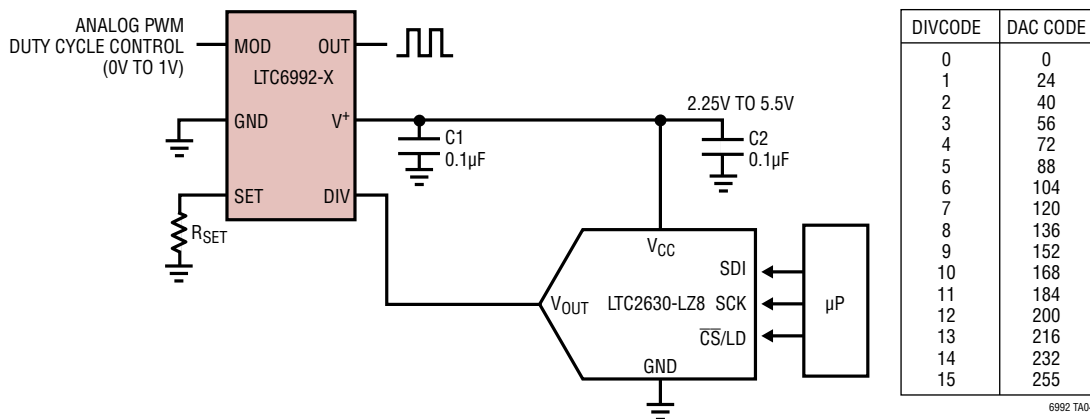 ANALOG PWM
DUTY CYCLE CONTROL
(0V TO 1V)
MOD OUT
LTC6992-X
GND V+
SET DIV
RSET
C1
0.1µF
2.25V TO 5.5V
C2
0.1µF
VCC
SDI
VOUT LTC2630-LZ8 SCK
CS/LD
GND
µP
DIVCODE DAC CODE
0 0
1 24
2 40
3 56
4 72
5 88
6 104
7 120
8 136
9 152
10 168
11 184
12 200
13 216
14 232
15 255